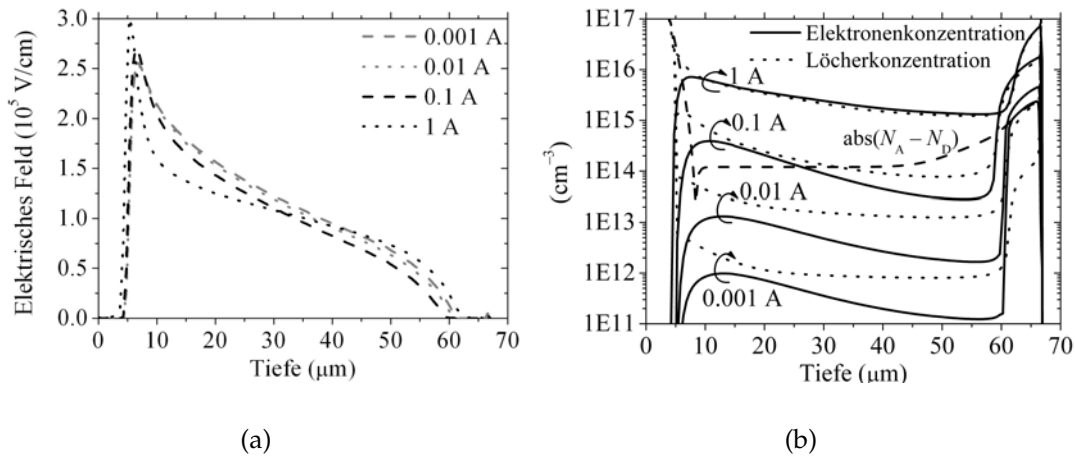 (a)
3.0
2.5
2.0
1.5
1.0
0.5
0.0
Elektrisches Feld (10⁵ V/cm)
0.001 A
0.01 A
0.1 A
1 A
0 10 20 30 40 50 60 70
Tiefe (µm)
(b)
1E17
1E16
1E15
1E14
1E13
1E12
1E11
(cm⁻³)
Elektronenkonzentration
Löcherkonzentration
1 A
0.1 A
abs(N_A – N_D)
0.01 A
0.001 A
0 10 20 30 40 50 60 70
Tiefe (µm)
(a)
(b)